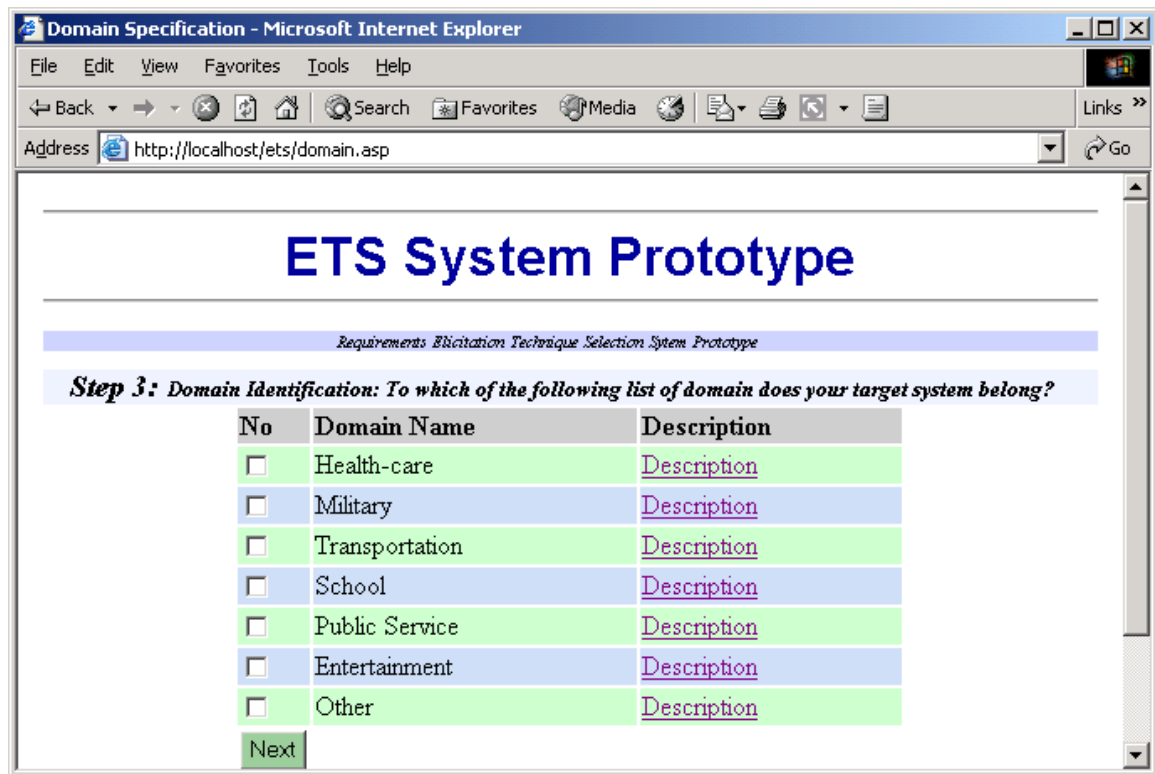 Domain Specification - Microsoft Internet Explorer
File Edit View Favorites Tools Help
Back Search Favorites Media Links »
Address http://localhost/ets/domain.asp Go
ETS System Prototype
Requirements Elicitation Technique Selection Sytem Prototype
Step 3: Domain Identification: To which of the following list of domain does your target system belong?
No Domain Name Description
Health-care Description
Military Description
Transportation Description
School Description
Public Service Description
Entertainment Description
Other Description
Next